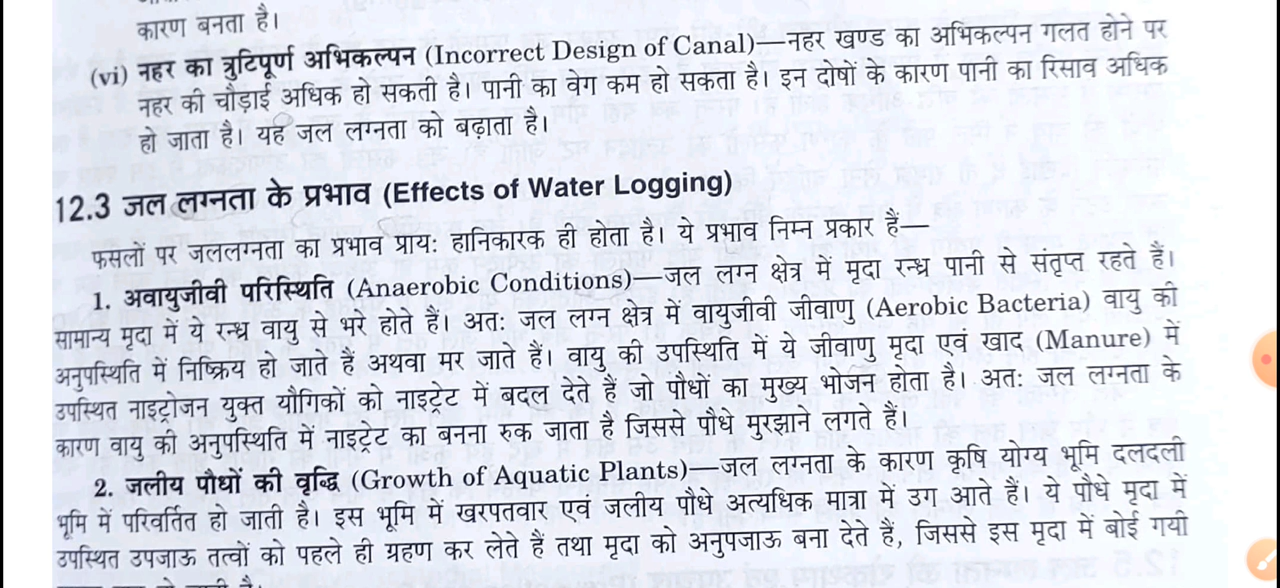 कारण बनता है।
(vi) नहर का त्रुटिपूर्ण अभिकल्पन (Incorrect Design of Canal)—नहर खण्ड का अभिकल्पन गलत होने पर
नहर की चौड़ाई अधिक हो सकती है। पानी का वेग कम हो सकता है। इन दोषों के कारण पानी का रिसाव अधिक
हो जाता है। यह जल लग्नता को बढ़ाता है।
12.3 जल लग्नता के प्रभाव (Effects of Water Logging)
फसलों पर जललग्नता का प्रभाव प्राय: हानिकारक ही होता है। ये प्रभाव निम्न प्रकार हैं—
1. अवायुजीवी परिस्थिति (Anaerobic Conditions)—जल लग्न क्षेत्र में मृदा रन्ध्र पानी से संतृप्त रहते हैं।
सामान्य मृदा में ये रन्ध्र वायु से भरे होते हैं। अत: जल लग्न क्षेत्र में वायुजीवी जीवाणु (Aerobic Bacteria) वायु की
अनुपस्थिति में निष्क्रिय हो जाते हैं अथवा मर जाते हैं। वायु की उपस्थिति में ये जीवाणु मृदा एवं खाद (Manure) में
उपस्थित नाइट्रोजन युक्त यौगिकों को नाइट्रेट में बदल देते हैं जो पौधों का मुख्य भोजन होता है। अत: जल लग्नता के
कारण वायु की अनुपस्थिति में नाइट्रेट का बनना रुक जाता है जिससे पौधे मुरझाने लगते हैं।
2. जलीय पौधों की वृद्धि (Growth of Aquatic Plants)—जल लग्नता के कारण कृषि योग्य भूमि दलदली
भूमि में परिवर्तित हो जाती है। इस भूमि में खरपतवार एवं जलीय पौधे अत्यधिक मात्रा में उग आते हैं। ये पौधे मृदा में
उपस्थित उपजाऊ तत्वों को पहले ही ग्रहण कर लेते हैं तथा मृदा को अनुपजाऊ बना देते हैं, जिससे इस मृदा में बोई गयी